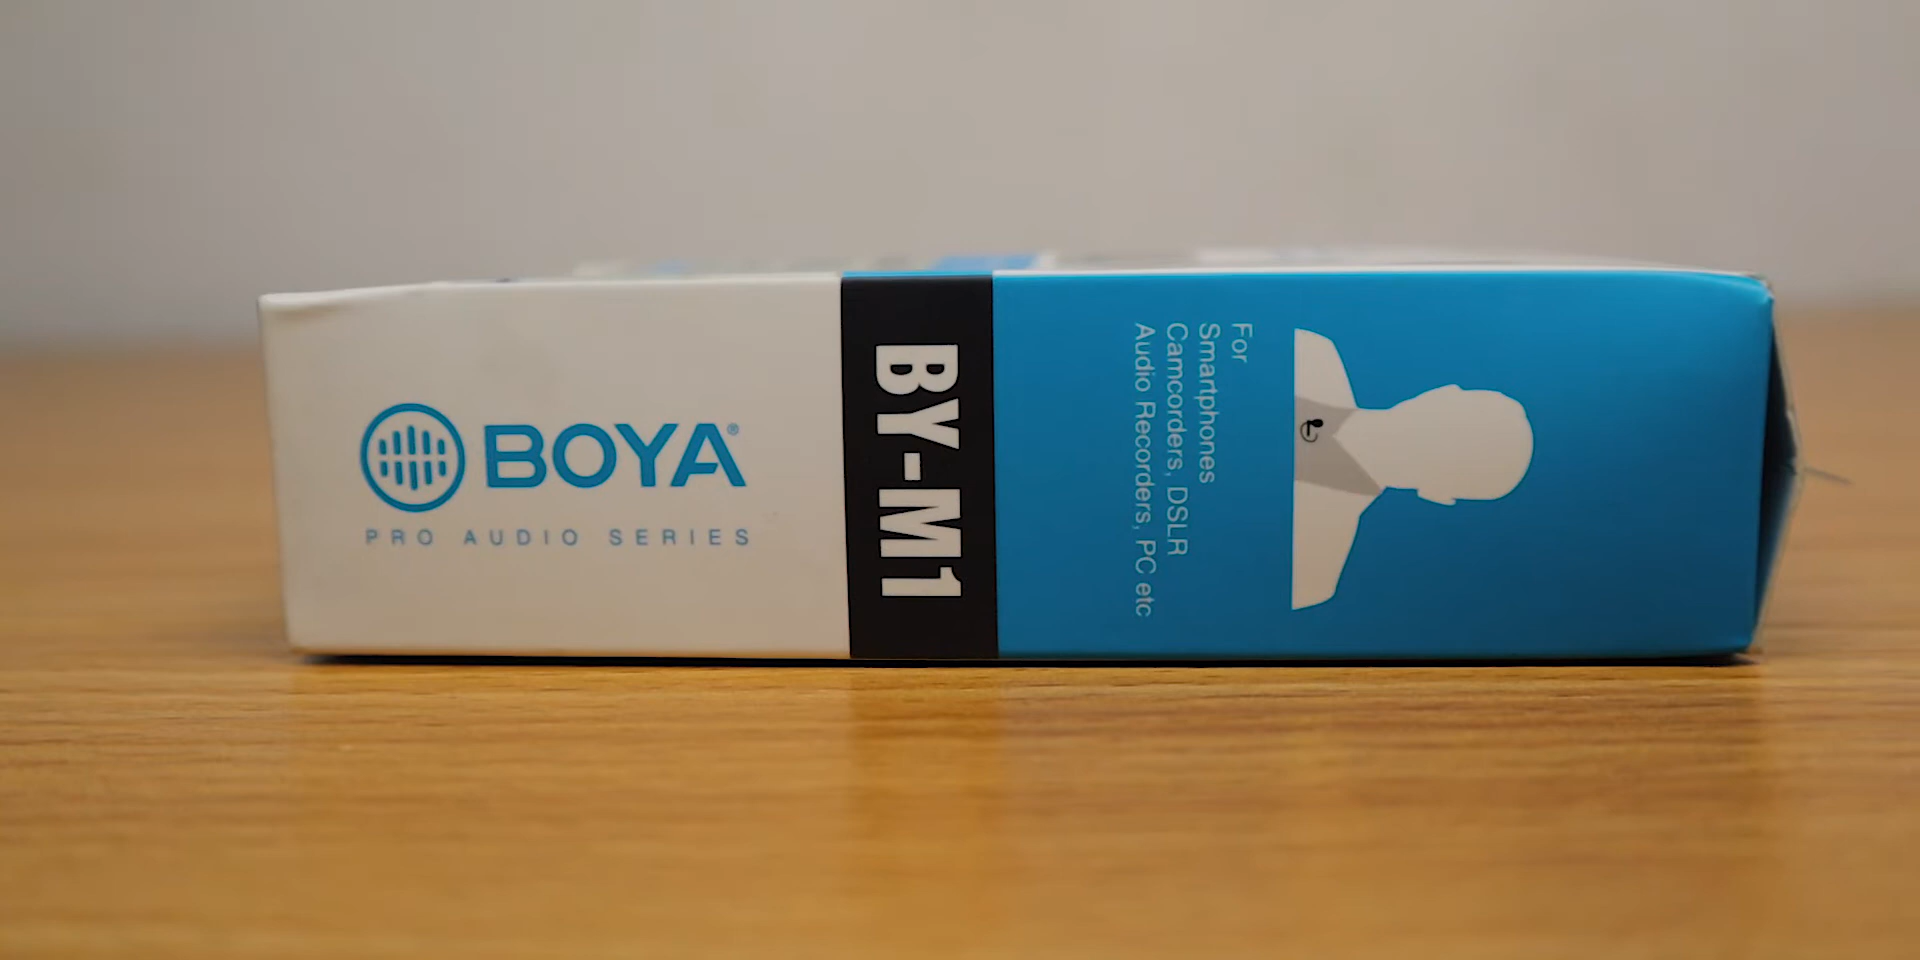 BOYA®
PRO AUDIO SERIES
BY-M1
For
Smartphones
Camcorders, DSLR
Audio Recorders, PC etc